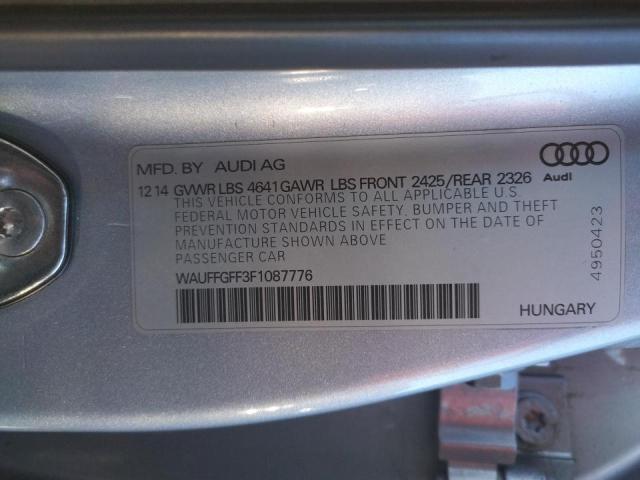 MFD. BY AUDI AG
12 14 GVWR LBS 4641 GAWR LBS FRONT 2425/REAR 2326
Audi
THIS VEHICLE CONFORMS TO ALL APPLICABLE U.S.
FEDERAL MOTOR VEHICLE SAFETY, BUMPER AND THEFT
PREVENTION STANDARDS IN EFFECT ON THE DATE OF
MANUFACTURE SHOWN ABOVE
PASSENGER CAR
WAUFFGFF3F1087776
4950423
HUNGARY